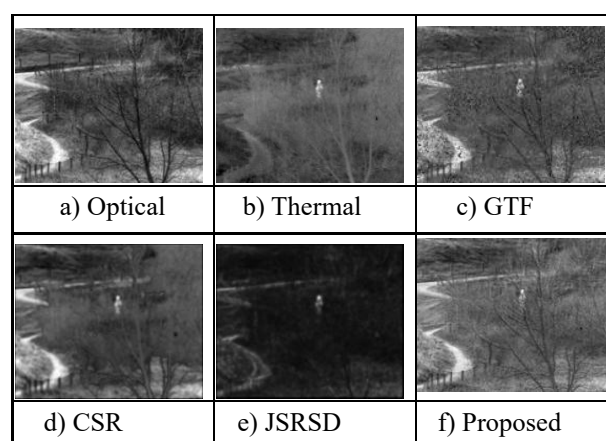 a) Optical
b) Thermal
c) GTF
d) CSR
e) JSRSD
f) Proposed